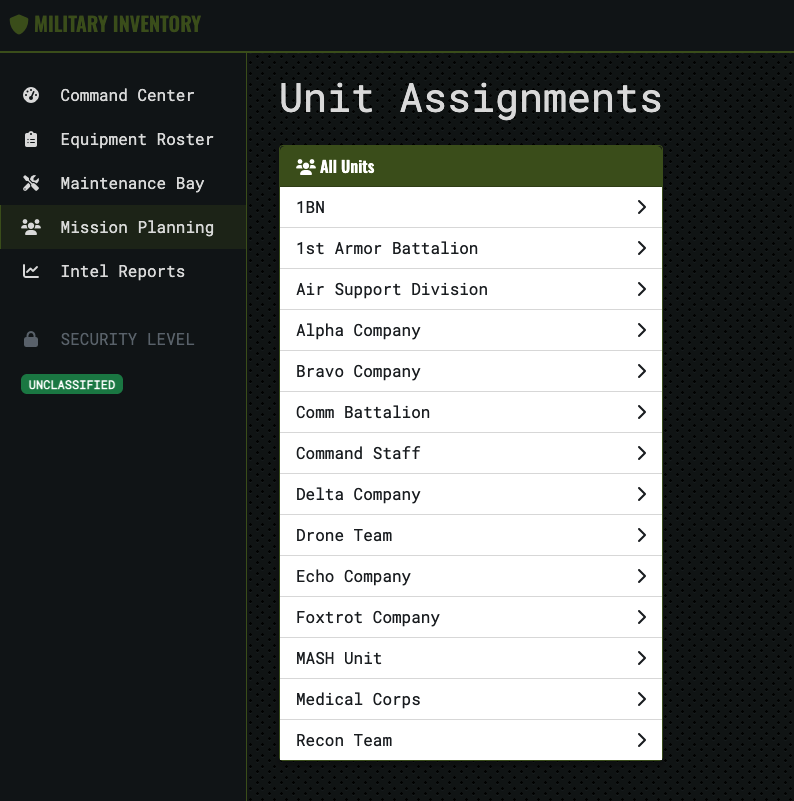 MILITARY INVENTORY
Command Center
Equipment Roster
Maintenance Bay
Mission Planning
Intel Reports
SECURITY LEVEL
UNCLASSIFIED
Unit Assignments
All Units
1BN
1st Armor Battalion
Air Support Division
Alpha Company
Bravo Company
Comm Battalion
Command Staff
Delta Company
Drone Team
Echo Company
Foxtrot Company
MASH Unit
Medical Corps
Recon Team